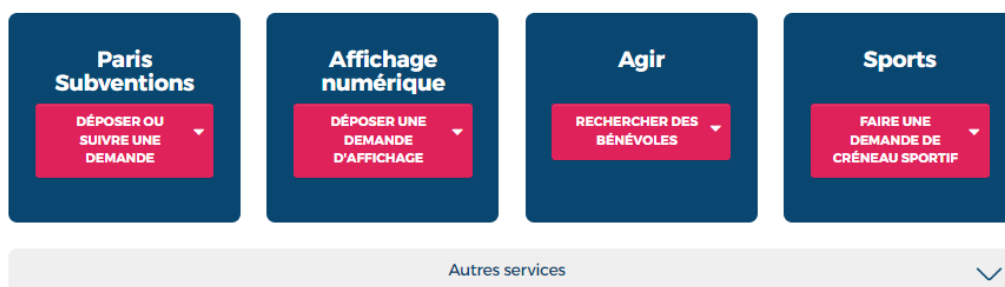 Paris
Subventions
DÉPOSER OU
SUIVRE UNE
DEMANDE
Affichage
numérique
DÉPOSER UNE
DEMANDE
D'AFFICHAGE
Agir
RECHERCHER DES
BÉNÉVOLES
Sports
FAIRE UNE
DEMANDE DE
CRÉNEAU SPORTIF
Autres services